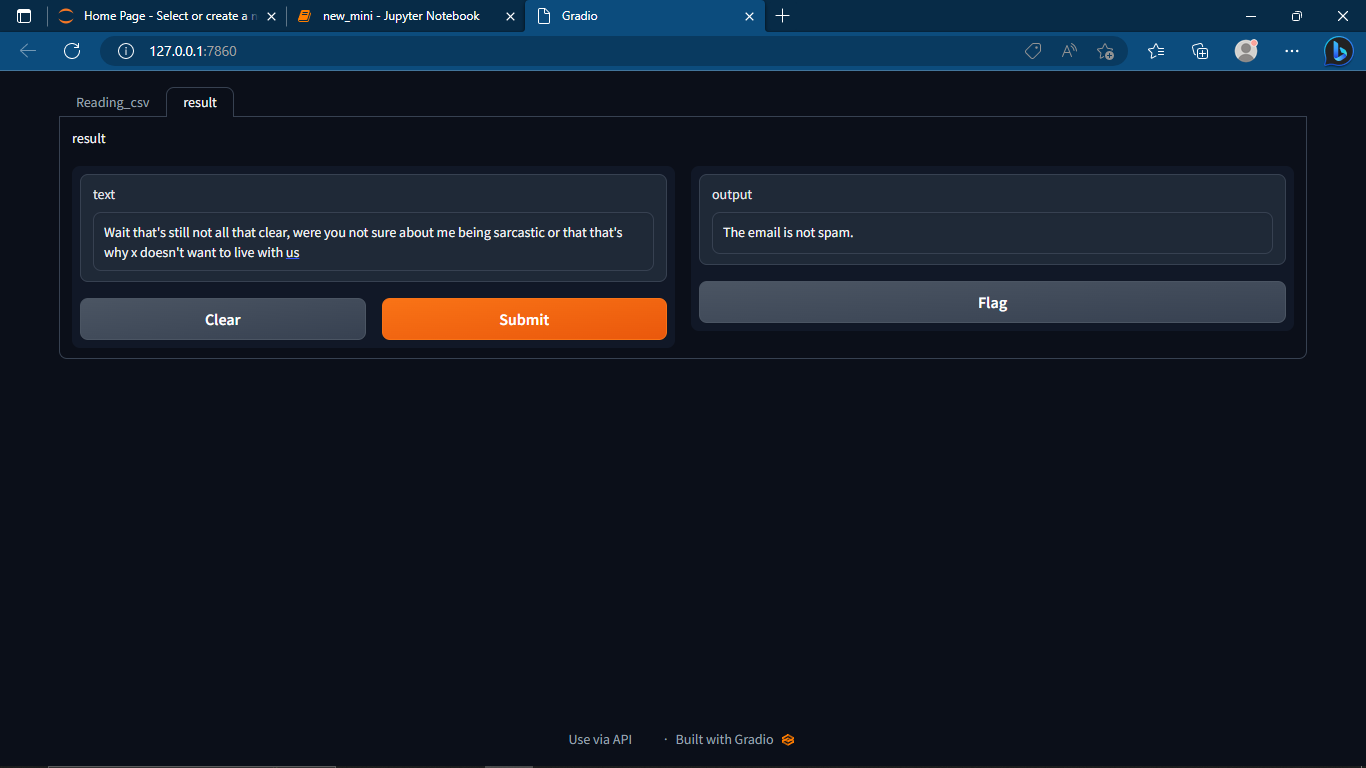 Home Page - Select or create a n
new_mini - Jupyter Notebook
Gradio
127.0.0.1:7860
Reading_csv
result
result
text
Wait that's still not all that clear, were you not sure about me being sarcastic or that that's
why x doesn't want to live with us
Clear
Submit
output
The email is not spam.
Flag
Use via API
· Built with Gradio